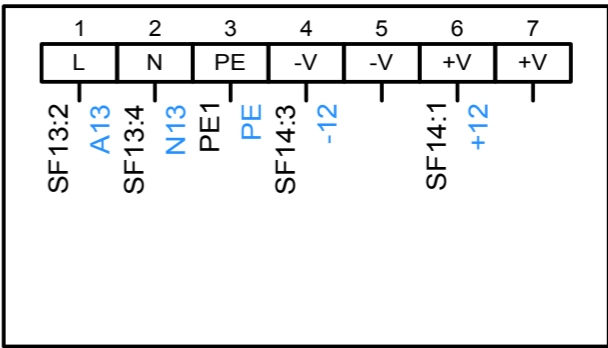 1 2 3 4 5 6 7
L N PE -V -V +V +V
SF13:2
A13
SF13:4
N13
PE1
PE
SF14:3
-12
SF14:1
+12